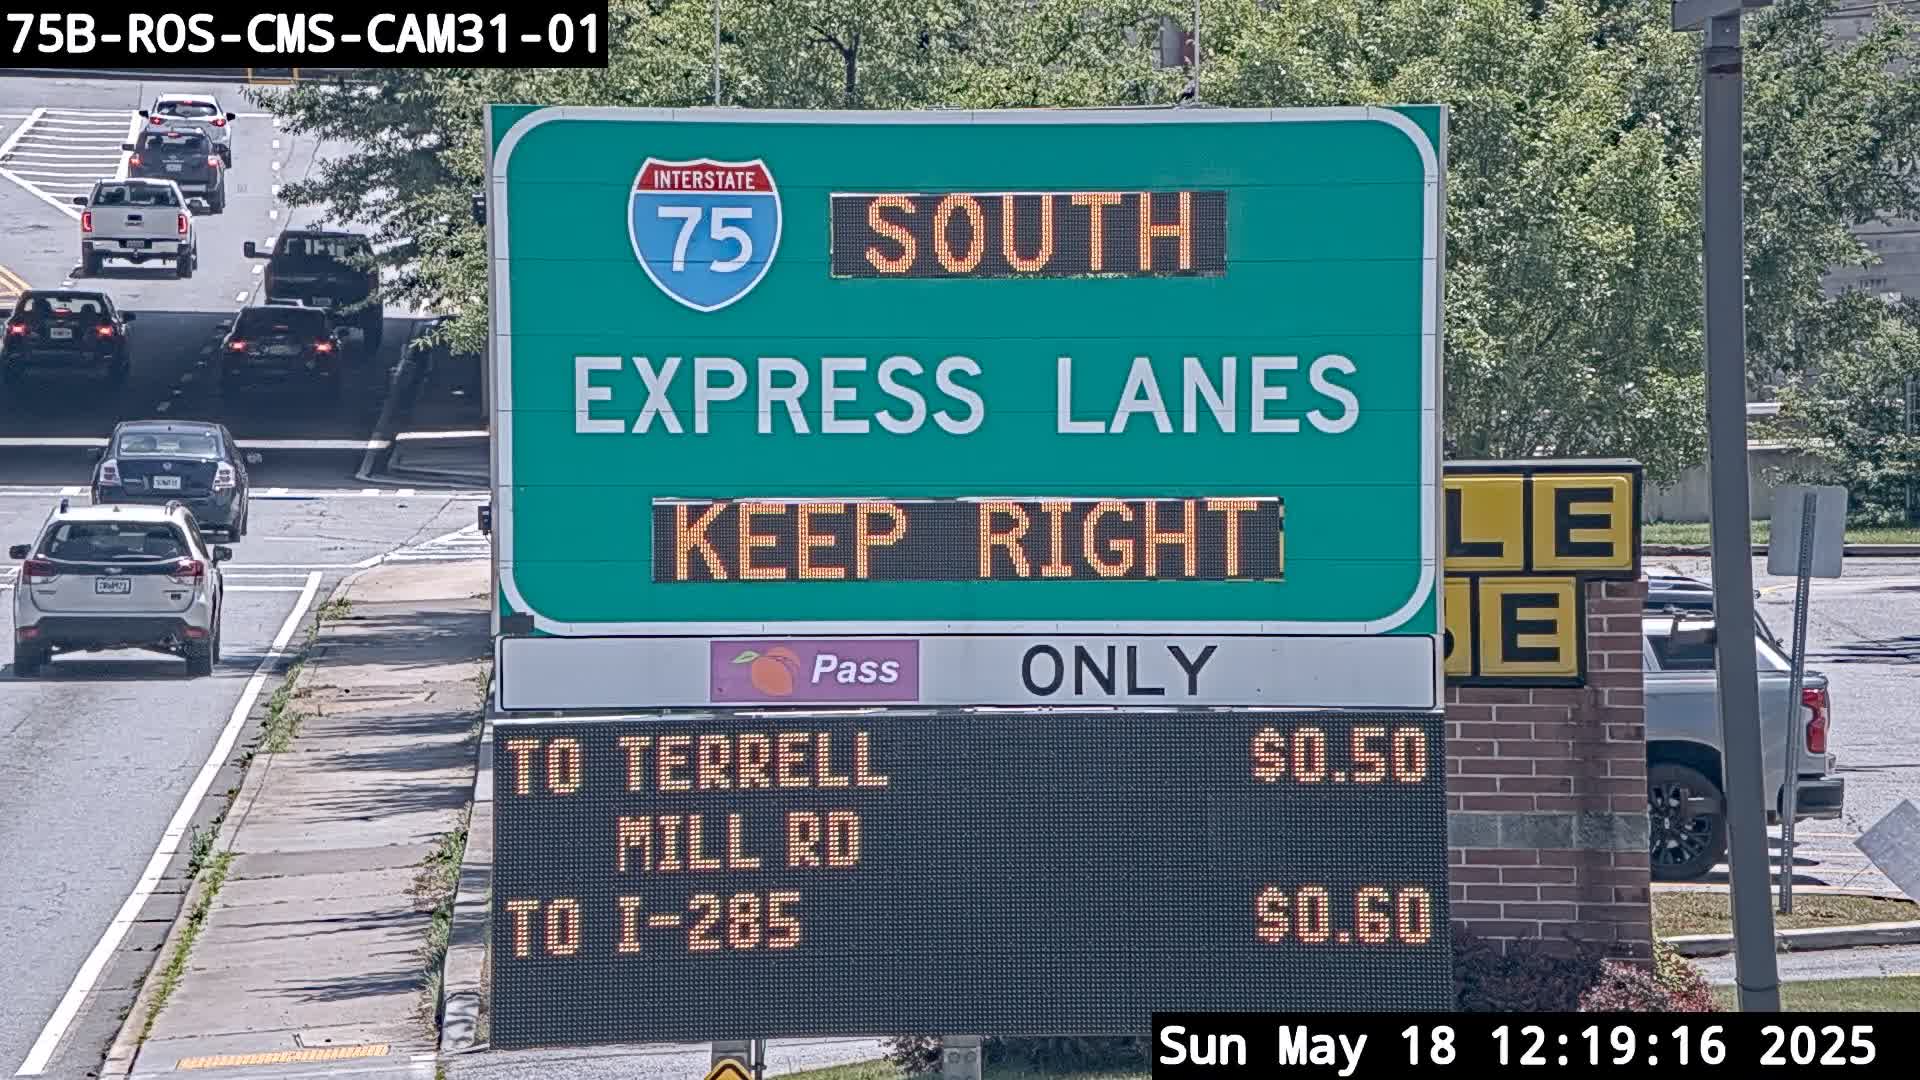 75B-ROS-CMS-CAM31-01
INTERSTATE
75
SOUTH
EXPRESS LANES
KEEP RIGHT
Pass ONLY
TO TERRELL $0.50
MILL RD
TO I-285 $0.60
LE
E
Sun May 18 12:19:16 2025